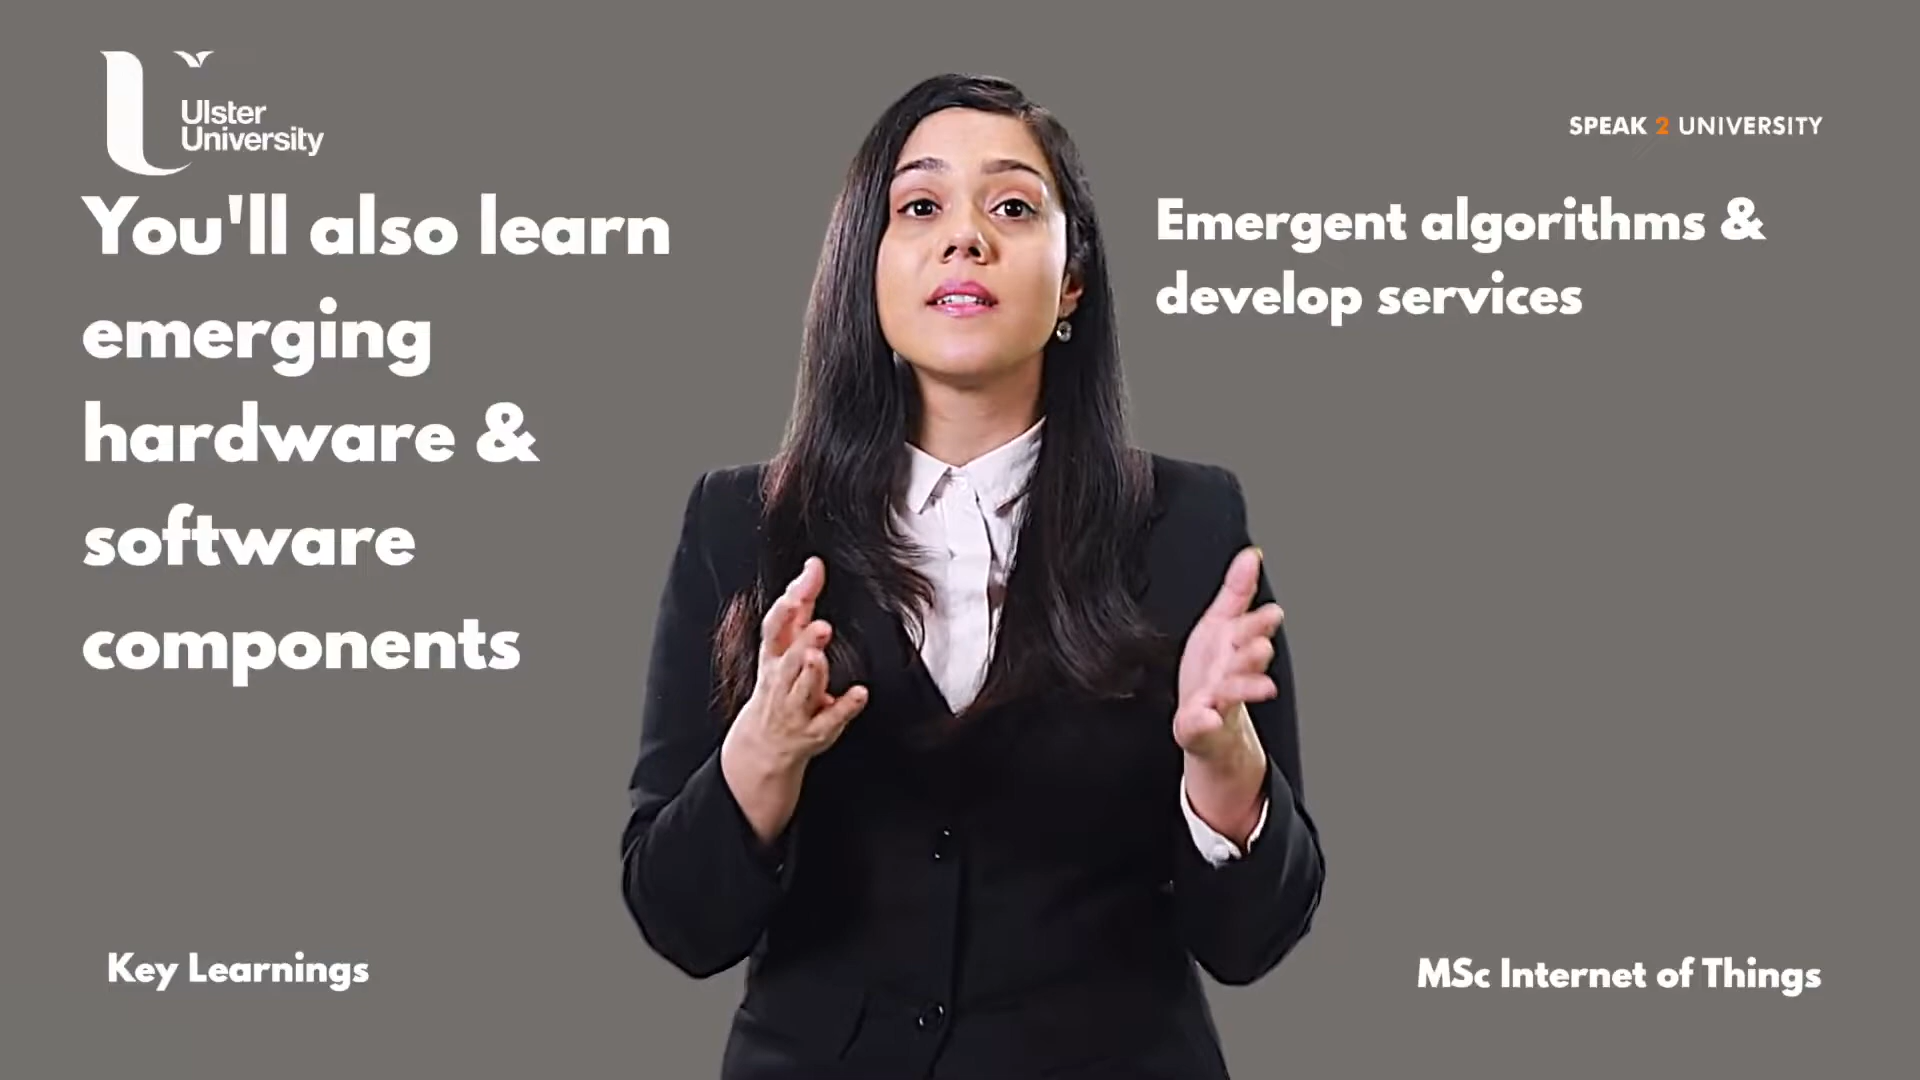 Ulster
University
SPEAK 2 UNIVERSITY
You'll also learn
emerging
hardware &
software
components
Emergent algorithms &
develop services
Key Learnings
MSc Internet of Things